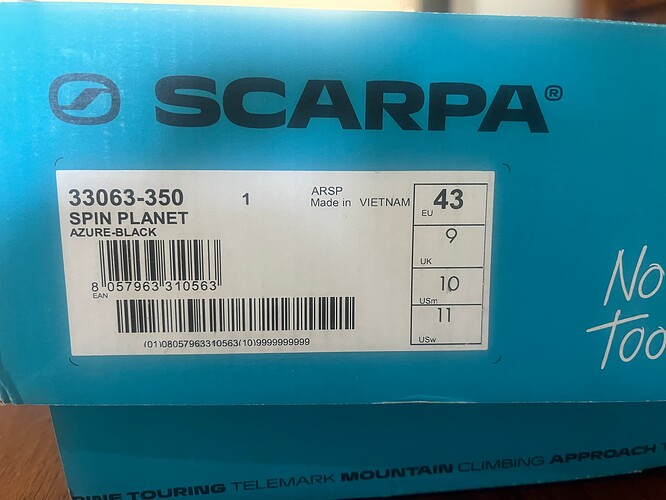 SCARPA®
33063-350 1 ARSP
Made in VIETNAM
SPIN PLANET
AZURE-BLACK
8 057963 310563
EAN
(01)08057963310563(10)9999999999
EU 43
9
UK
10
USm
11
USw
No
Too
TOURING TELEMARK MOUNTAIN CLIMBING APPROACH